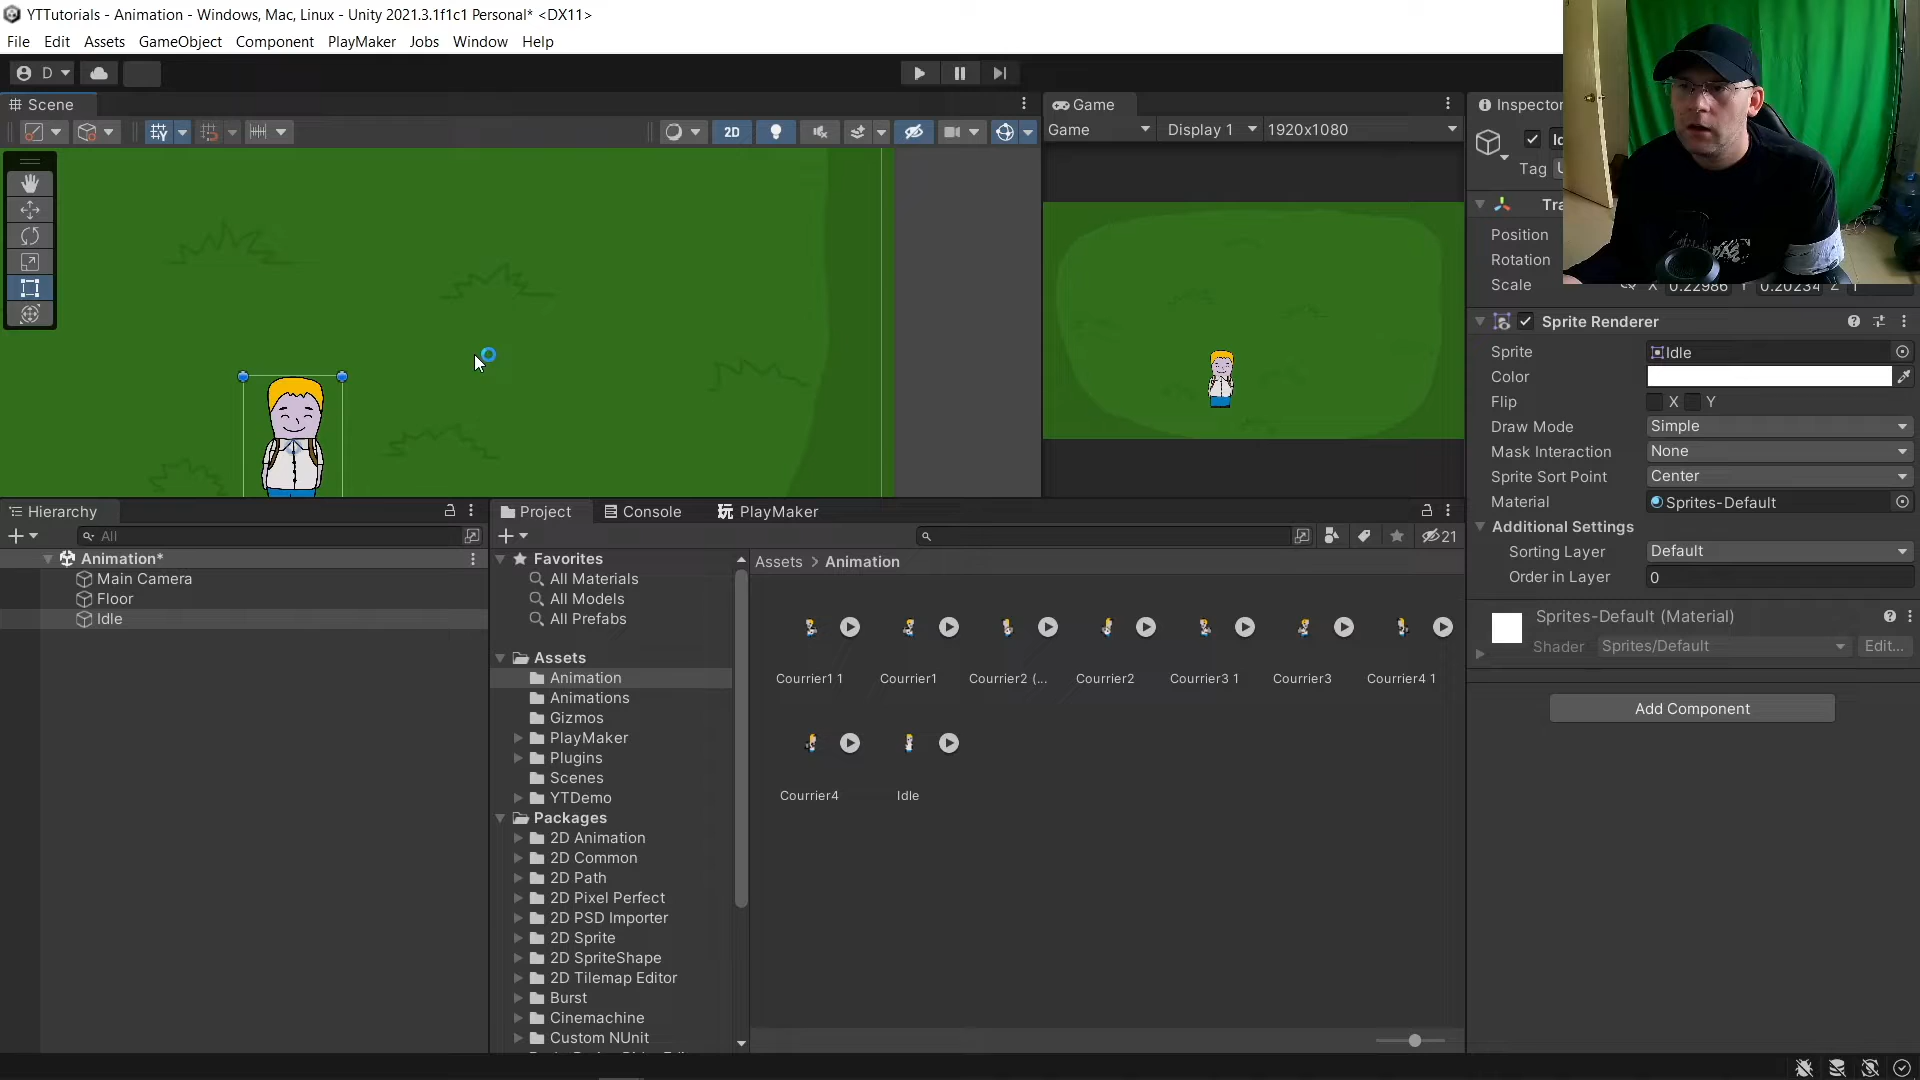 YTTutorials - Animation - Windows, Mac, Linux - Unity 2021.3.1f1c1 Personal* <DX11>
File Edit Assets GameObject Component PlayMaker Jobs Window Help
D
Scene
2D
Game
Game Display 1 1920x1080
Inspector
Tag
Position
Rotation
Scale X 0.22986 Y 0.20234 Z 1
Sprite Renderer
Sprite Idle
Color
Flip X Y
Draw Mode Simple
Mask Interaction None
Sprite Sort Point Center
Material Sprites-Default
Additional Settings
Sorting Layer Default
Order in Layer 0
Sprites-Default (Material)
Shader Sprites/Default Edit...
Add Component
Hierarchy
All
Animation*
Main Camera
Floor
Idle
Project Console PlayMaker
21
Favorites
All Materials
All Models
All Prefabs
Assets
Animation
Animations
Gizmos
PlayMaker
Plugins
Scenes
YTDemo
Packages
2D Animation
2D Common
2D Path
2D Pixel Perfect
2D PSD Importer
2D Sprite
2D SpriteShape
2D Tilemap Editor
Burst
Cinemachine
Custom NUnit
Assets > Animation
Courrier1 1 Courrier1 Courrier2 (... Courrier2 Courrier3 1 Courrier3 Courrier4 1
Courrier4 Idle